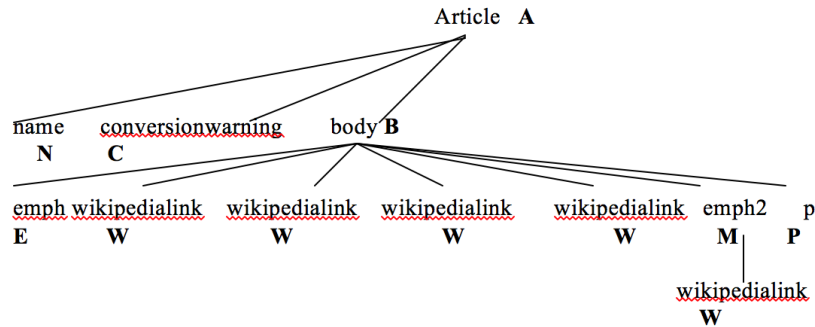 Article A
name conversionwarning body B
N C
emph wikipedialink wikipedialink wikipedialink wikipedialink emph2 p
E W W W W M P
wikipedialink
W